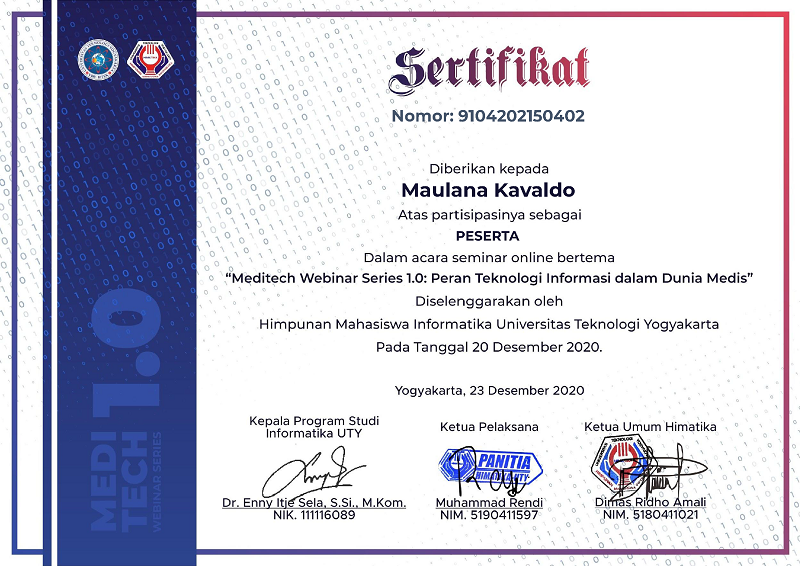 Sertifikat
Nomor: 9104202150402
Diberikan kepada
Maulana Kavaldo
Atas partisipasinya sebagai
PESERTA
Dalam acara seminar online bertema
“Meditech Webinar Series 1.0: Peran Teknologi Informasi dalam Dunia Medis”
Diselenggarakan oleh
Himpunan Mahasiswa Informatika Universitas Teknologi Yogyakarta
Pada Tanggal 20 Desember 2020.
Yogyakarta, 23 Desember 2020
Kepala Program Studi
Informatika UTY
Dr. Enny Itje Sela, S.Si., M.Kom.
NIK. 111116089
Ketua Pelaksana
PANITIA
HIMATIKA UTY
Muhammad Rendi
NIM. 5190411597
Ketua Umum Himatika
Dimas Ridho Amali
NIM. 5180411021
MEDI
TECH
1.0
WEBINAR SERIES